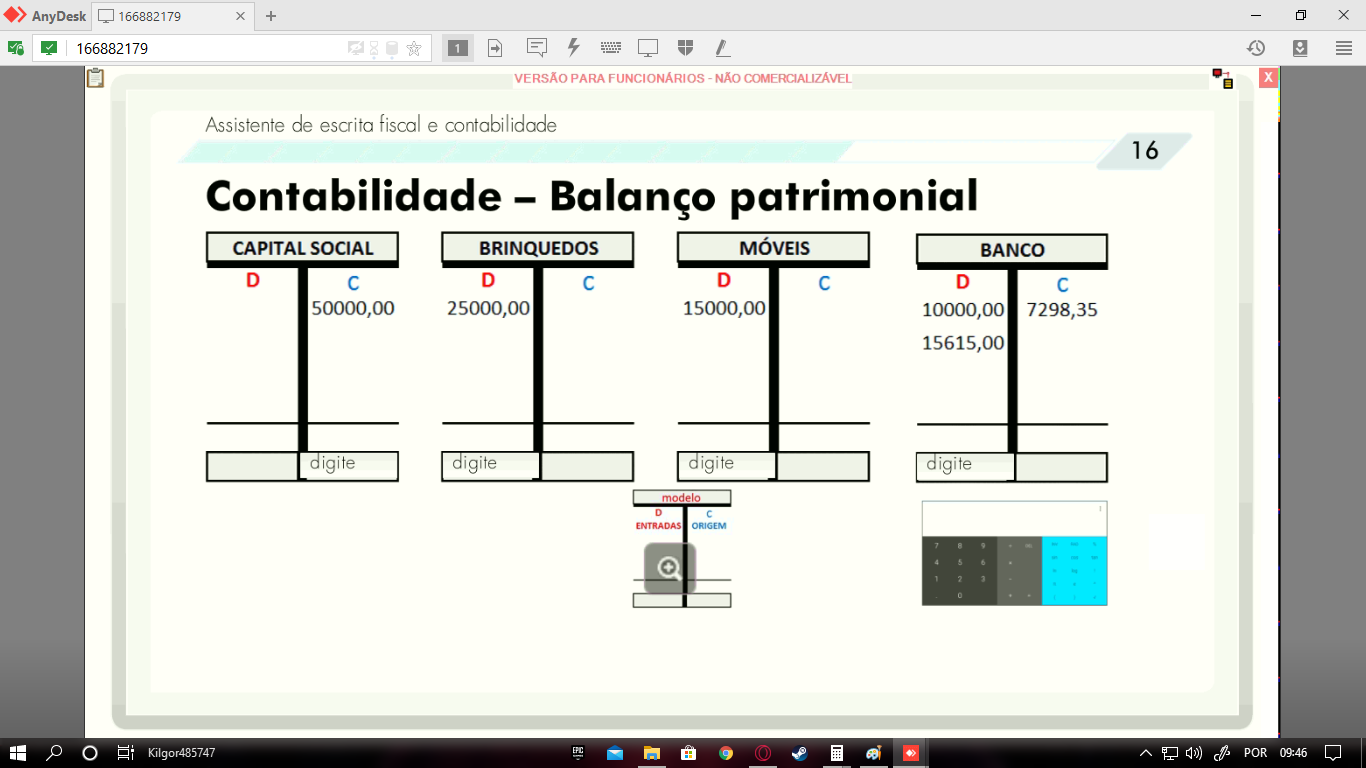 AnyDesk
166882179
166882179
1
VERSÃO PARA FUNCIONÁRIOS - NÃO COMERCIALIZÁVEL
X
Assistente de escrita fiscal e contabilidade
16
Contabilidade – Balanço patrimonial
CAPITAL SOCIAL
D C
50000,00
digite
BRINQUEDOS
D C
25000,00
digite
MÓVEIS
D C
15000,00
digite
BANCO
D C
10000,00 7298,35
15615,00
digite
modelo
D C
ENTRADAS ORIGEM
7 8 9
4 5 6
1 2 3
0
Kilgor485747
EPIC
POR
09:46